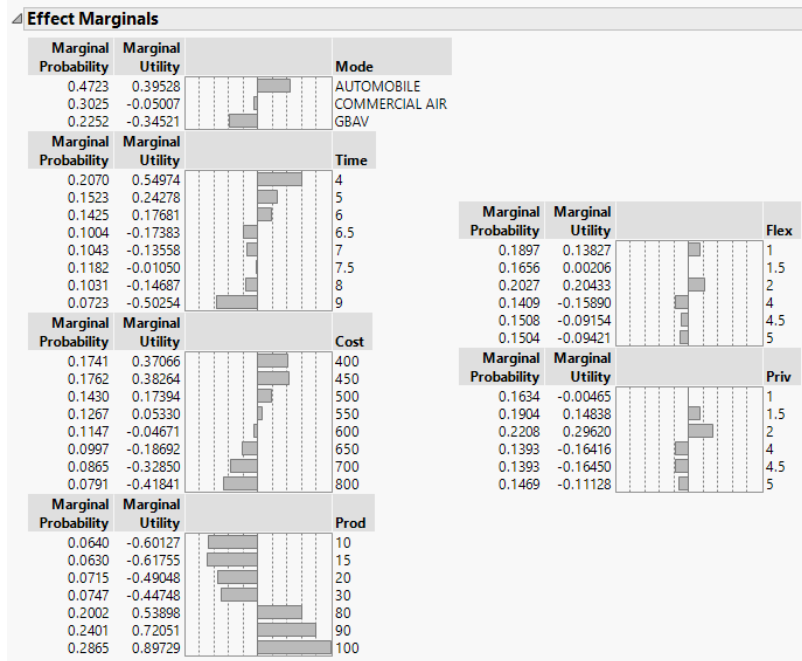 Effect Marginals
Marginal Marginal
Probability Utility Mode
0.4723 0.39528 AUTOMOBILE
0.3025 -0.05007 COMMERCIAL AIR
0.2252 -0.34521 GBAV
Marginal Marginal
Probability Utility Time
0.2070 0.54974 4
0.1523 0.24278 5
0.1425 0.17681 6
0.1004 -0.17383 6.5
0.1043 -0.13558 7
0.1182 -0.01050 7.5
0.1031 -0.14687 8
0.0723 -0.50254 9
Marginal Marginal
Probability Utility Cost
0.1741 0.37066 400
0.1762 0.38264 450
0.1430 0.17394 500
0.1267 0.05330 550
0.1147 -0.04671 600
0.0997 -0.18692 650
0.0865 -0.32850 700
0.0791 -0.41841 800
Marginal Marginal
Probability Utility Prod
0.0640 -0.60127 10
0.0630 -0.61755 15
0.0715 -0.49048 20
0.0747 -0.44748 30
0.2002 0.53898 80
0.2401 0.72051 90
0.2865 0.89729 100
Marginal Marginal
Probability Utility Flex
0.1897 0.13827 1
0.1656 0.00206 1.5
0.2027 0.20433 2
0.1409 -0.15890 4
0.1508 -0.09154 4.5
0.1504 -0.09421 5
Marginal Marginal
Probability Utility Priv
0.1634 -0.00465 1
0.1904 0.14838 1.5
0.2208 0.29620 2
0.1393 -0.16416 4
0.1393 -0.16450 4.5
0.1469 -0.11128 5